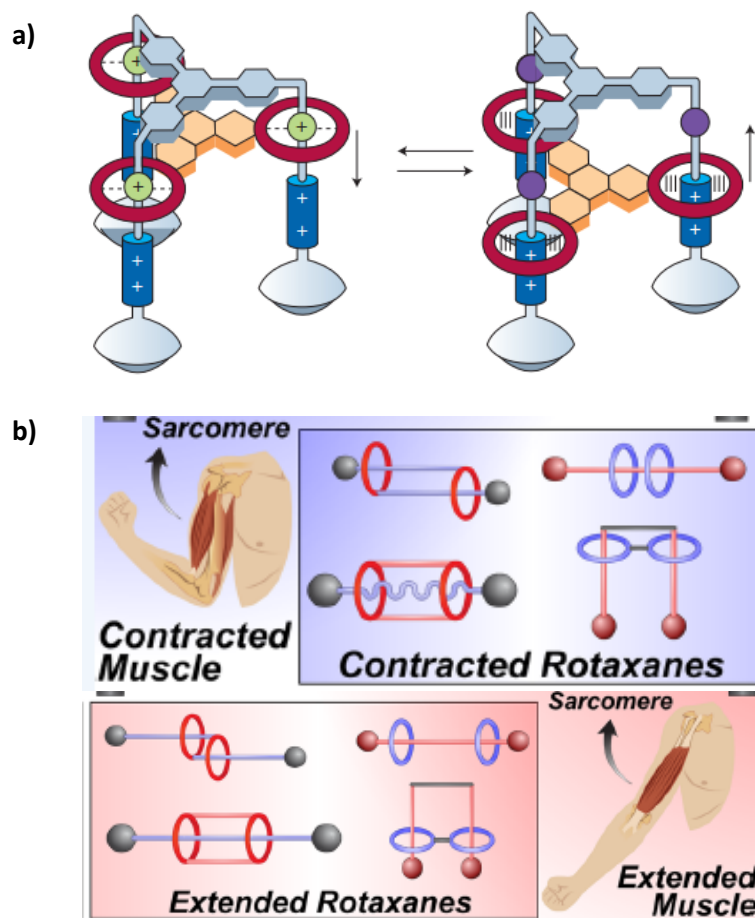 a)
+
+
+
+
+
+
+
+
+
+
+
+
+
b)
Sarcomere
Contracted
Muscle
Contracted Rotaxanes
Sarcomere
Extended Rotaxanes
Extended
Muscle